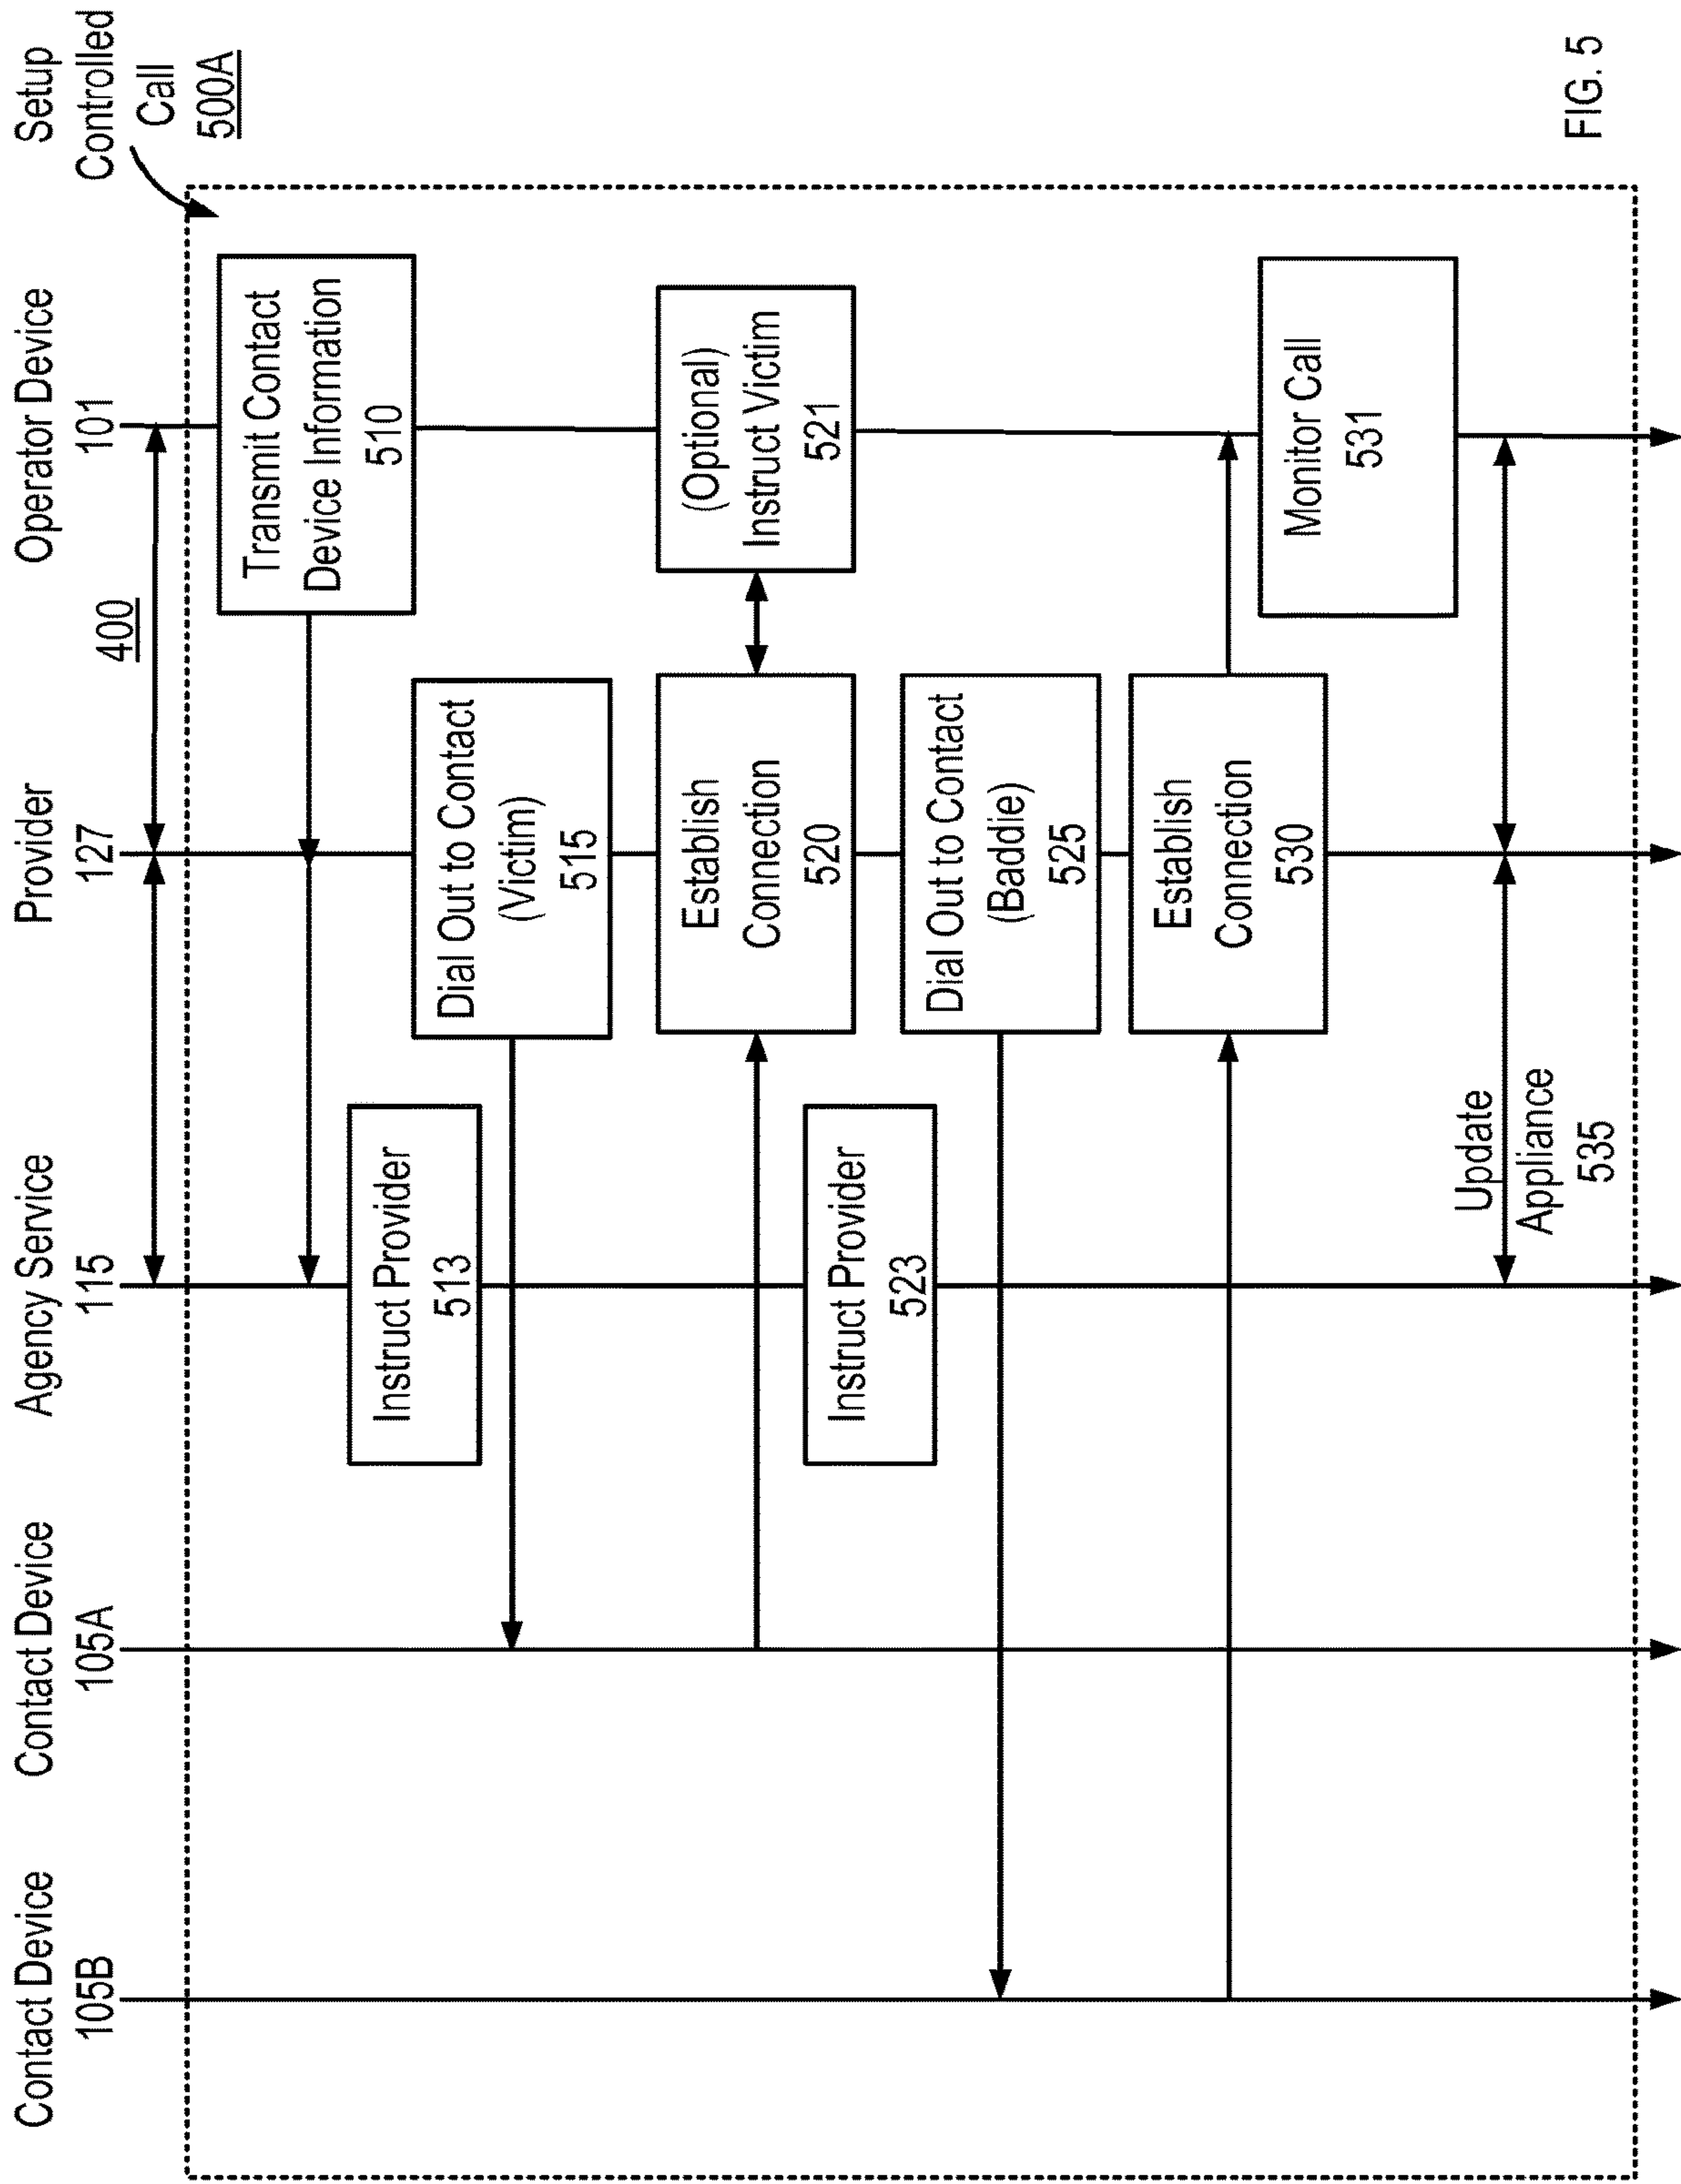 Contact Device
105B
Contact Device
105A
Agency Service
115
Provider
127
Operator Device
101
Setup
Controlled
Call
500A
400
Transmit Contact
Device Information
510
Instruct Provider
513
Dial Out to Contact
(Victim)
515
Establish
Connection
520
(Optional)
Instruct Victim
521
Instruct Provider
523
Dial Out to Contact
(Baddie)
525
Establish
Connection
530
Monitor Call
531
Update
Appliance
535
FIG. 5